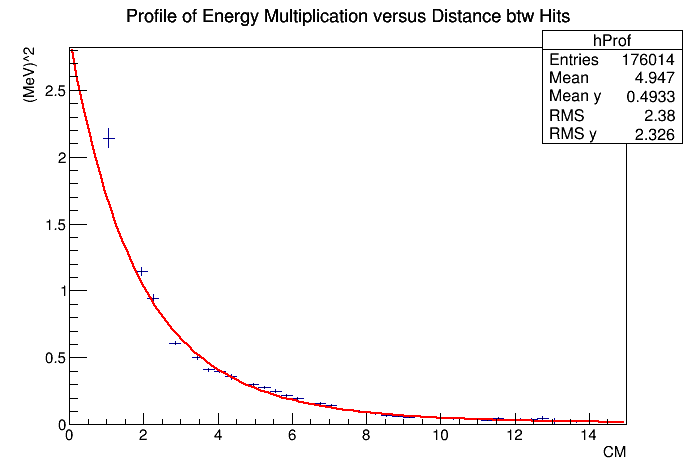 Profile of Energy Multiplication versus Distance btw Hits
hProf
Entries 176014
Mean 4.947
Mean y 0.4933
RMS 2.38
RMS y 2.326
(MeV)^2
2.5
2
1.5
1
0.5
0
0 2 4 6 8 10 12 14
CM